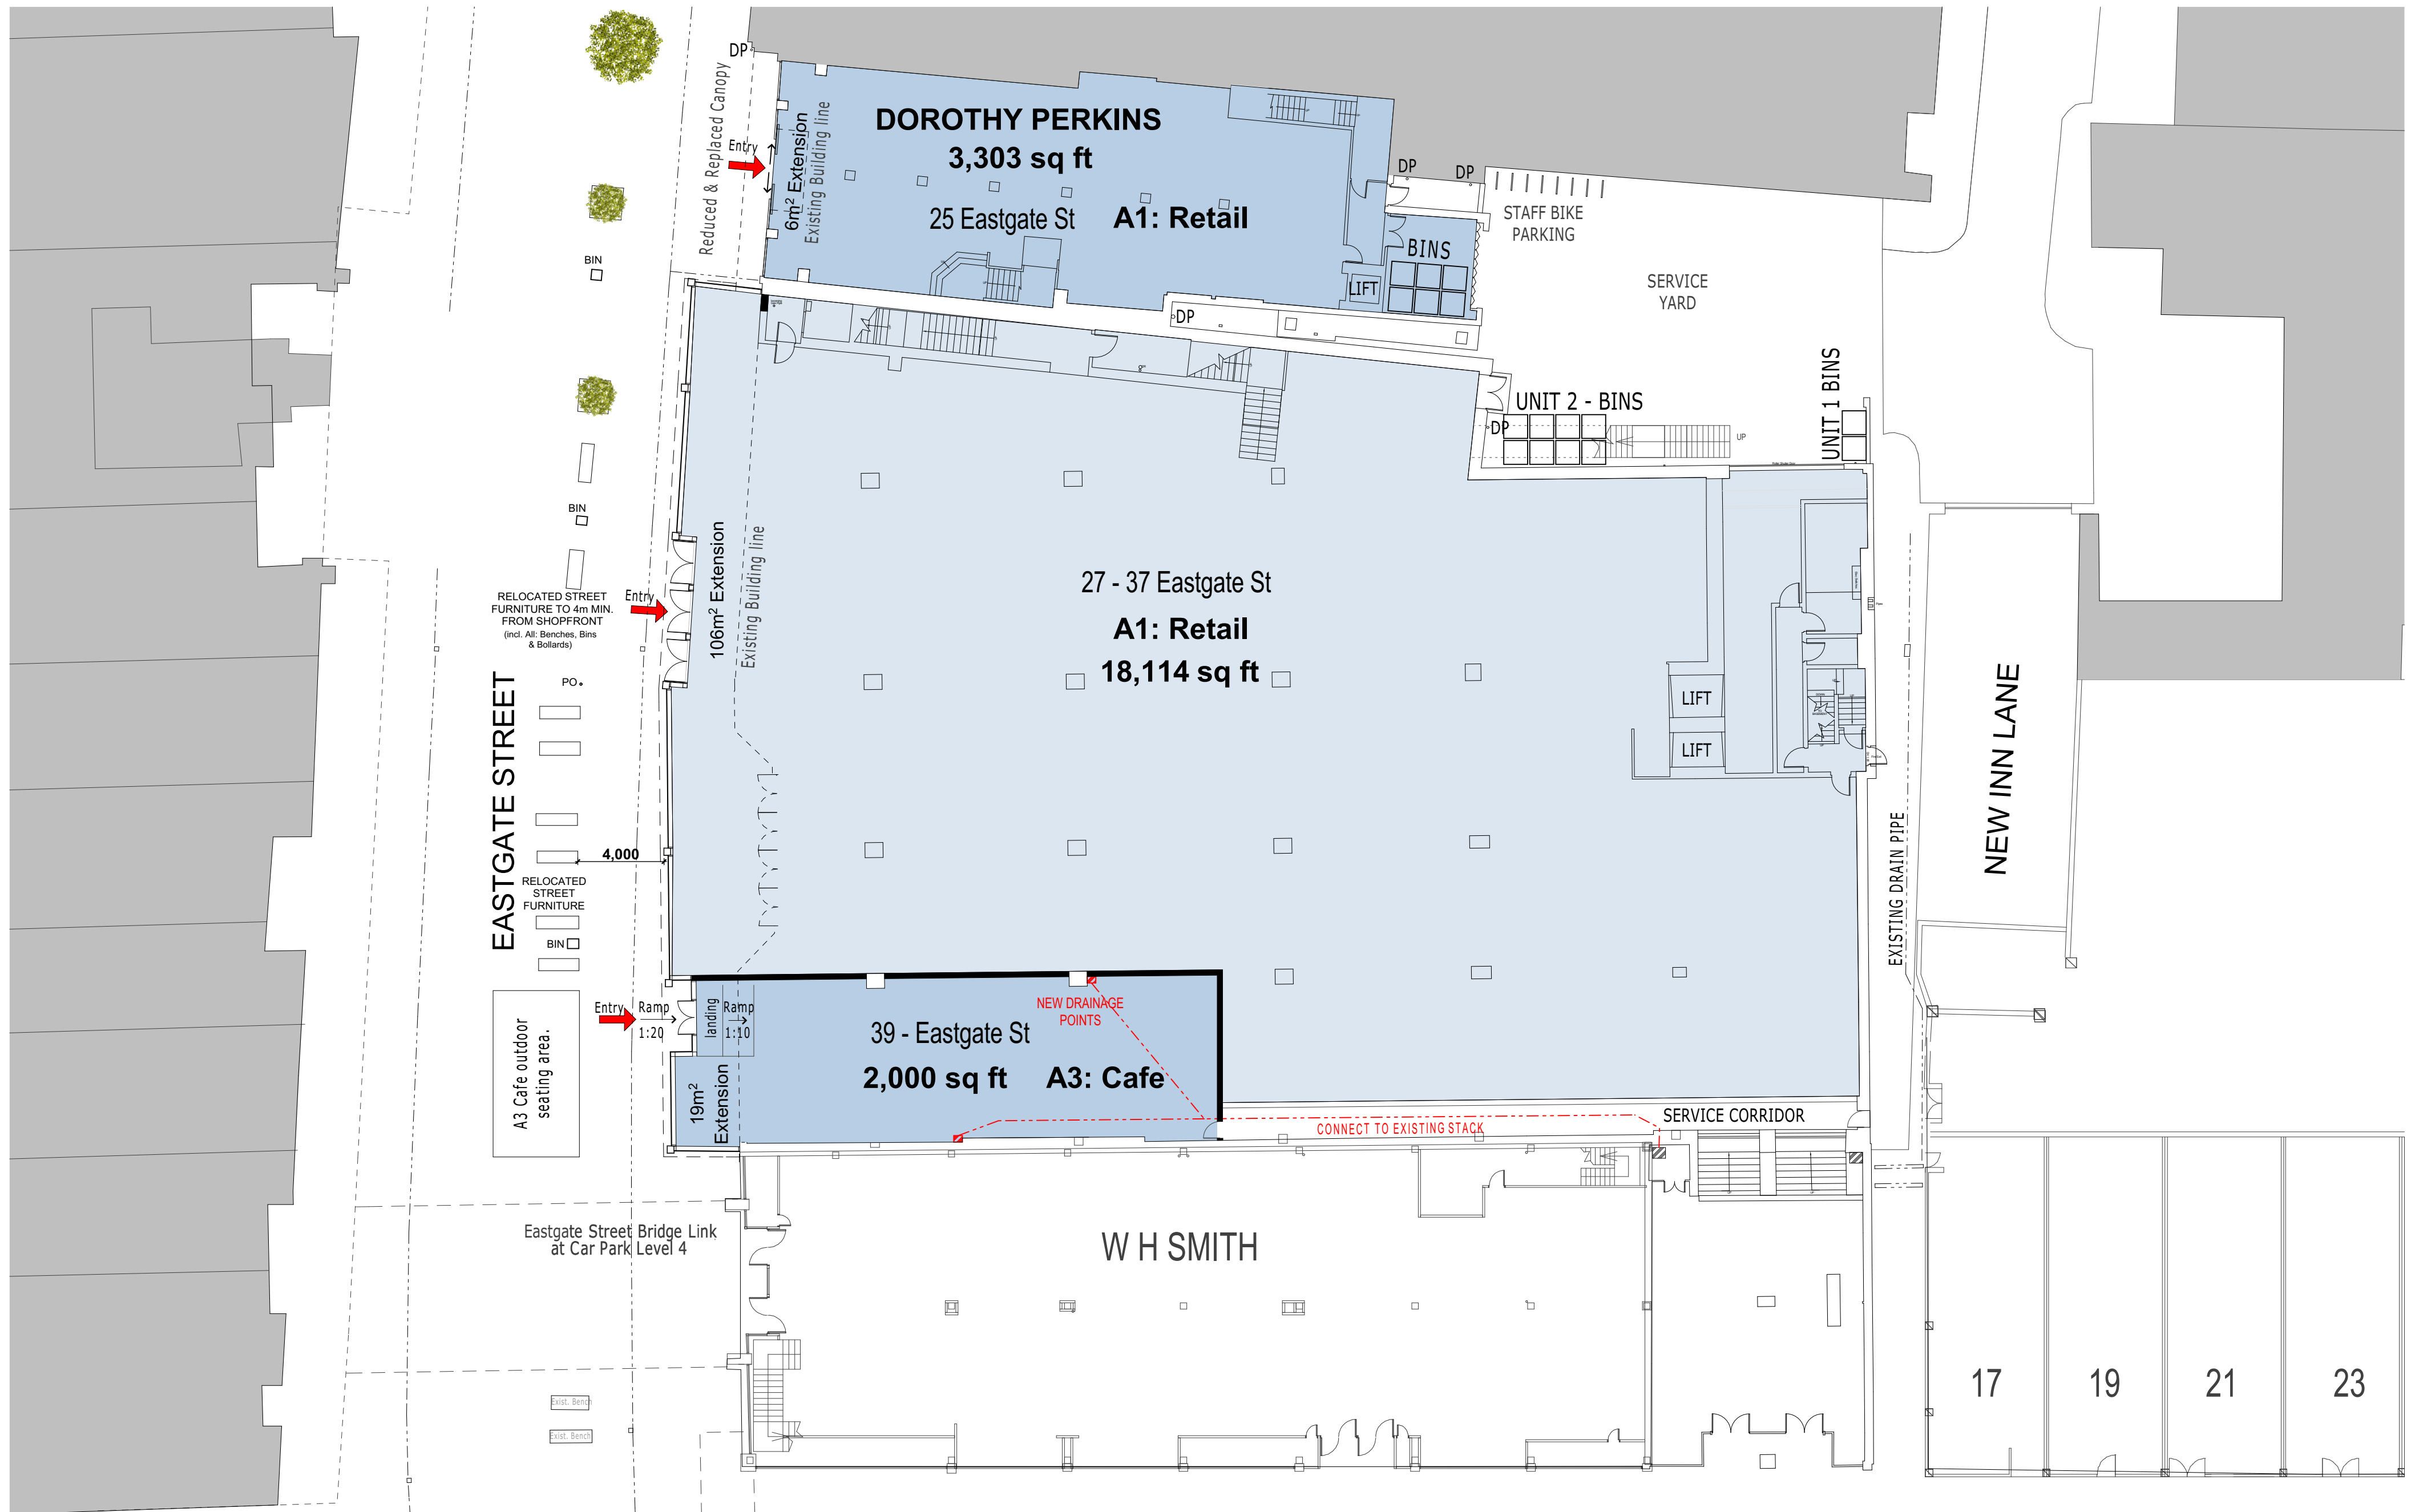 DP
Reduced & Replaced Canopy
Entry
6m² Extension
Existing Building line
DOROTHY PERKINS
3,303 sq ft
25 Eastgate St
A1: Retail
DP
DP
STAFF BIKE
PARKING
BINS
LIFT
SERVICE
YARD
DP
BIN
UNIT 2 - BINS
DP
UP
UNIT 1 BINS
BIN
RELOCATED STREET
FURNITURE TO 4m MIN.
FROM SHOPFRONT
(incl. All: Benches, Bins
& Bollards)
Entry
106m² Extension
Existing Building line
27 - 37 Eastgate St
A1: Retail
18,114 sq ft
LIFT
LIFT
PO
EASTGATE STREET
4,000
RELOCATED
STREET
FURNITURE
BIN
NEW INN LANE
EXISTING DRAIN PIPE
A3 Cafe outdoor
seating area.
Entry
Ramp
1:20
landing
Ramp
1:10
19m²
Extension
39 - Eastgate St
2,000 sq ft
A3: Cafe
NEW DRAINAGE
POINTS
CONNECT TO EXISTING STACK
SERVICE CORRIDOR
Eastgate Street Bridge Link
at Car Park Level 4
W H SMITH
Exist. Bench
Exist. Bench
17
19
21
23